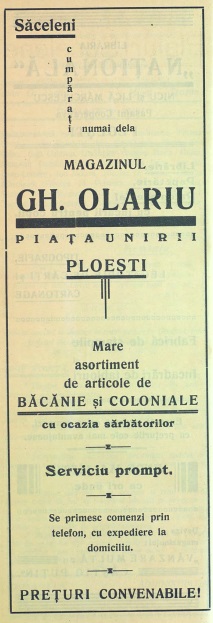 Săceleni
cumpărați
numai dela
MAGAZINUL
GH. OLARIU
PIAȚA UNIRII
PLOEȘTI
Mare
asortiment
de articole de
BĂCĂNIE și COLONIALE
cu ocazia sărbătorilor
Serviciu prompt.
Se primesc comenzi prin
telefon, cu expediere la
domiciliu.
PREȚURI CONVENABILE!